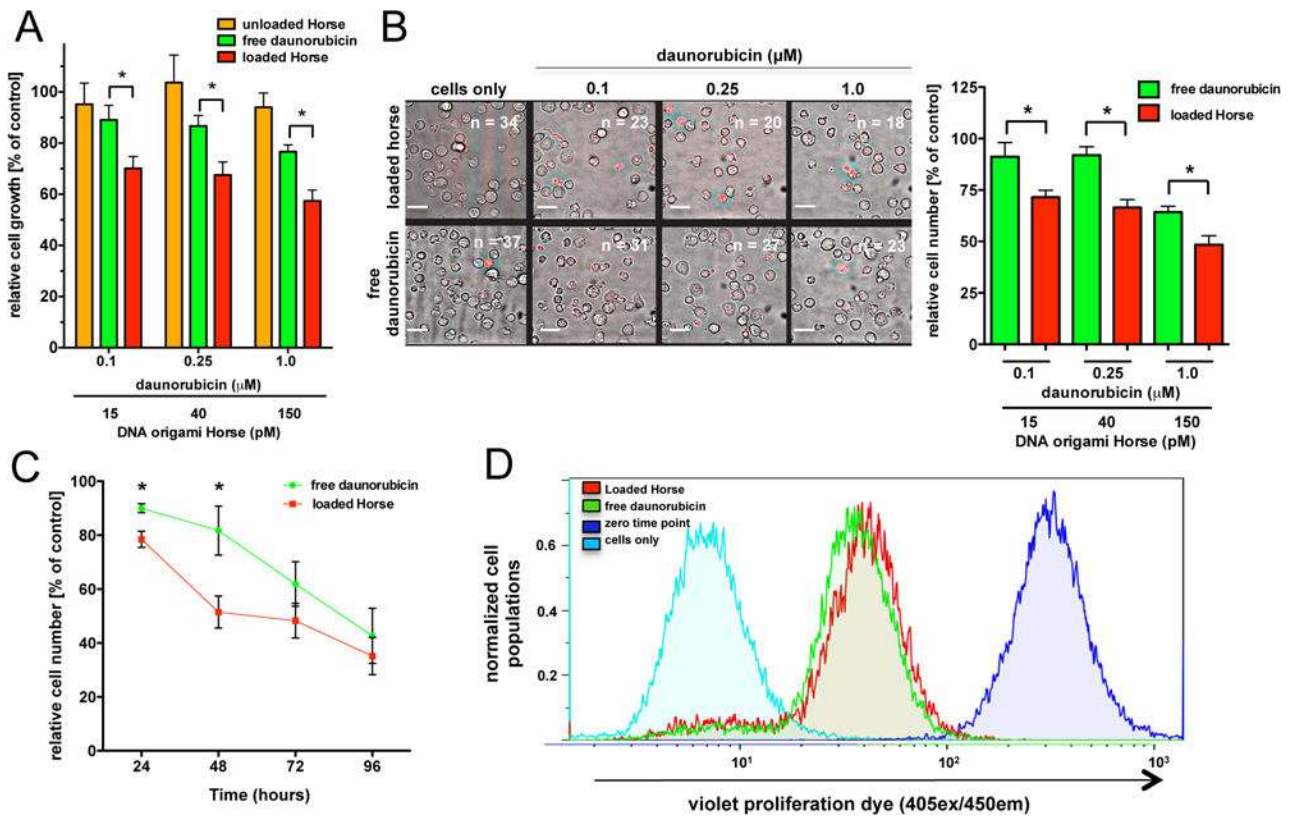 A
unloaded Horse
free daunorubicin
loaded Horse
relative cell growth [% of control]
100
80
60
40
20
0
*
*
*
0.1 0.25 1.0
daunorubicin (µM)
15 40 150
DNA origami Horse (pM)
B
daunorubicin (µM)
cells only 0.1 0.25 1.0
loaded horse
n = 34 n = 23 n = 20 n = 18
free
daunorubicin
n = 37 n = 31 n = 27 n = 23
free daunorubicin
loaded Horse
relative cell number [% of control]
125
100
75
50
25
0
*
*
*
0.1 0.25 1.0
daunorubicin (µM)
15 40 150
DNA origami Horse (pM)
C
free daunorubicin
loaded Horse
relative cell number [% of control]
100
80
60
40
20
0
* *
24 48 72 96
Time (hours)
D
Loaded Horse
free daunorubicin
zero time point
cells only
normalized cell
populations
0.6
0.4
0.2
10¹ 10² 10³
violet proliferation dye (405ex/450em)